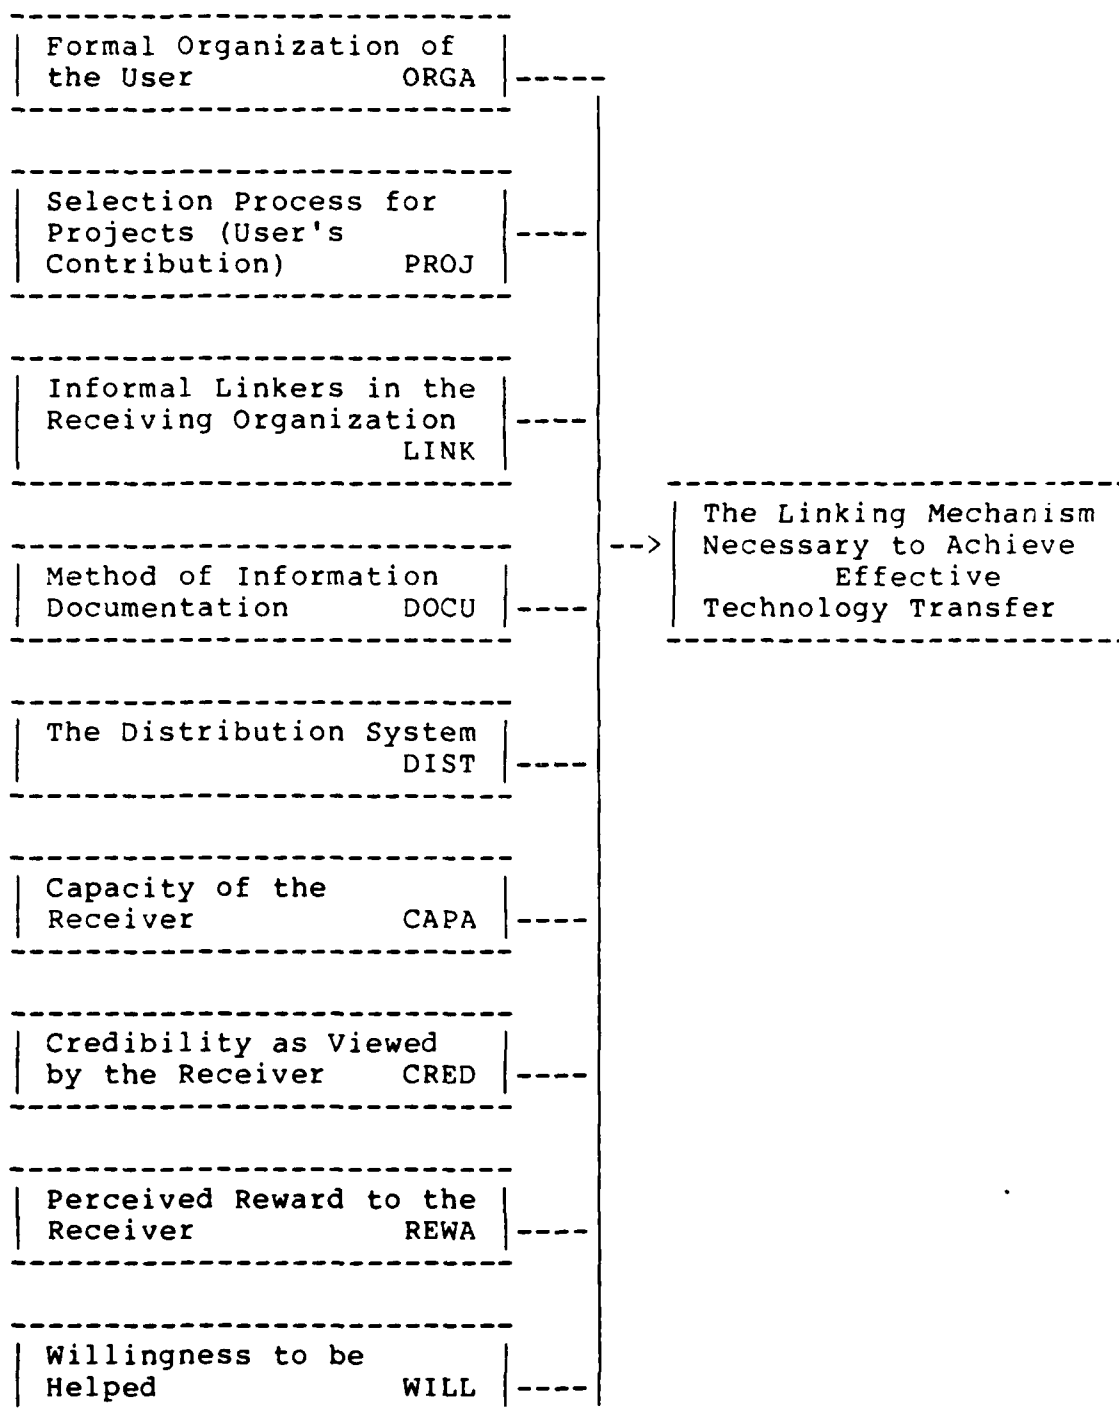 Formal Organization of
the User ORGA
Selection Process for
Projects (User's
Contribution) PROJ
Informal Linkers in the
Receiving Organization
LINK
Method of Information
Documentation DOCU
The Distribution System
DIST
Capacity of the
Receiver CAPA
Credibility as Viewed
by the Receiver CRED
Perceived Reward to the
Receiver REWA
Willingness to be
Helped WILL
The Linking Mechanism
Necessary to Achieve
Effective
Technology Transfer